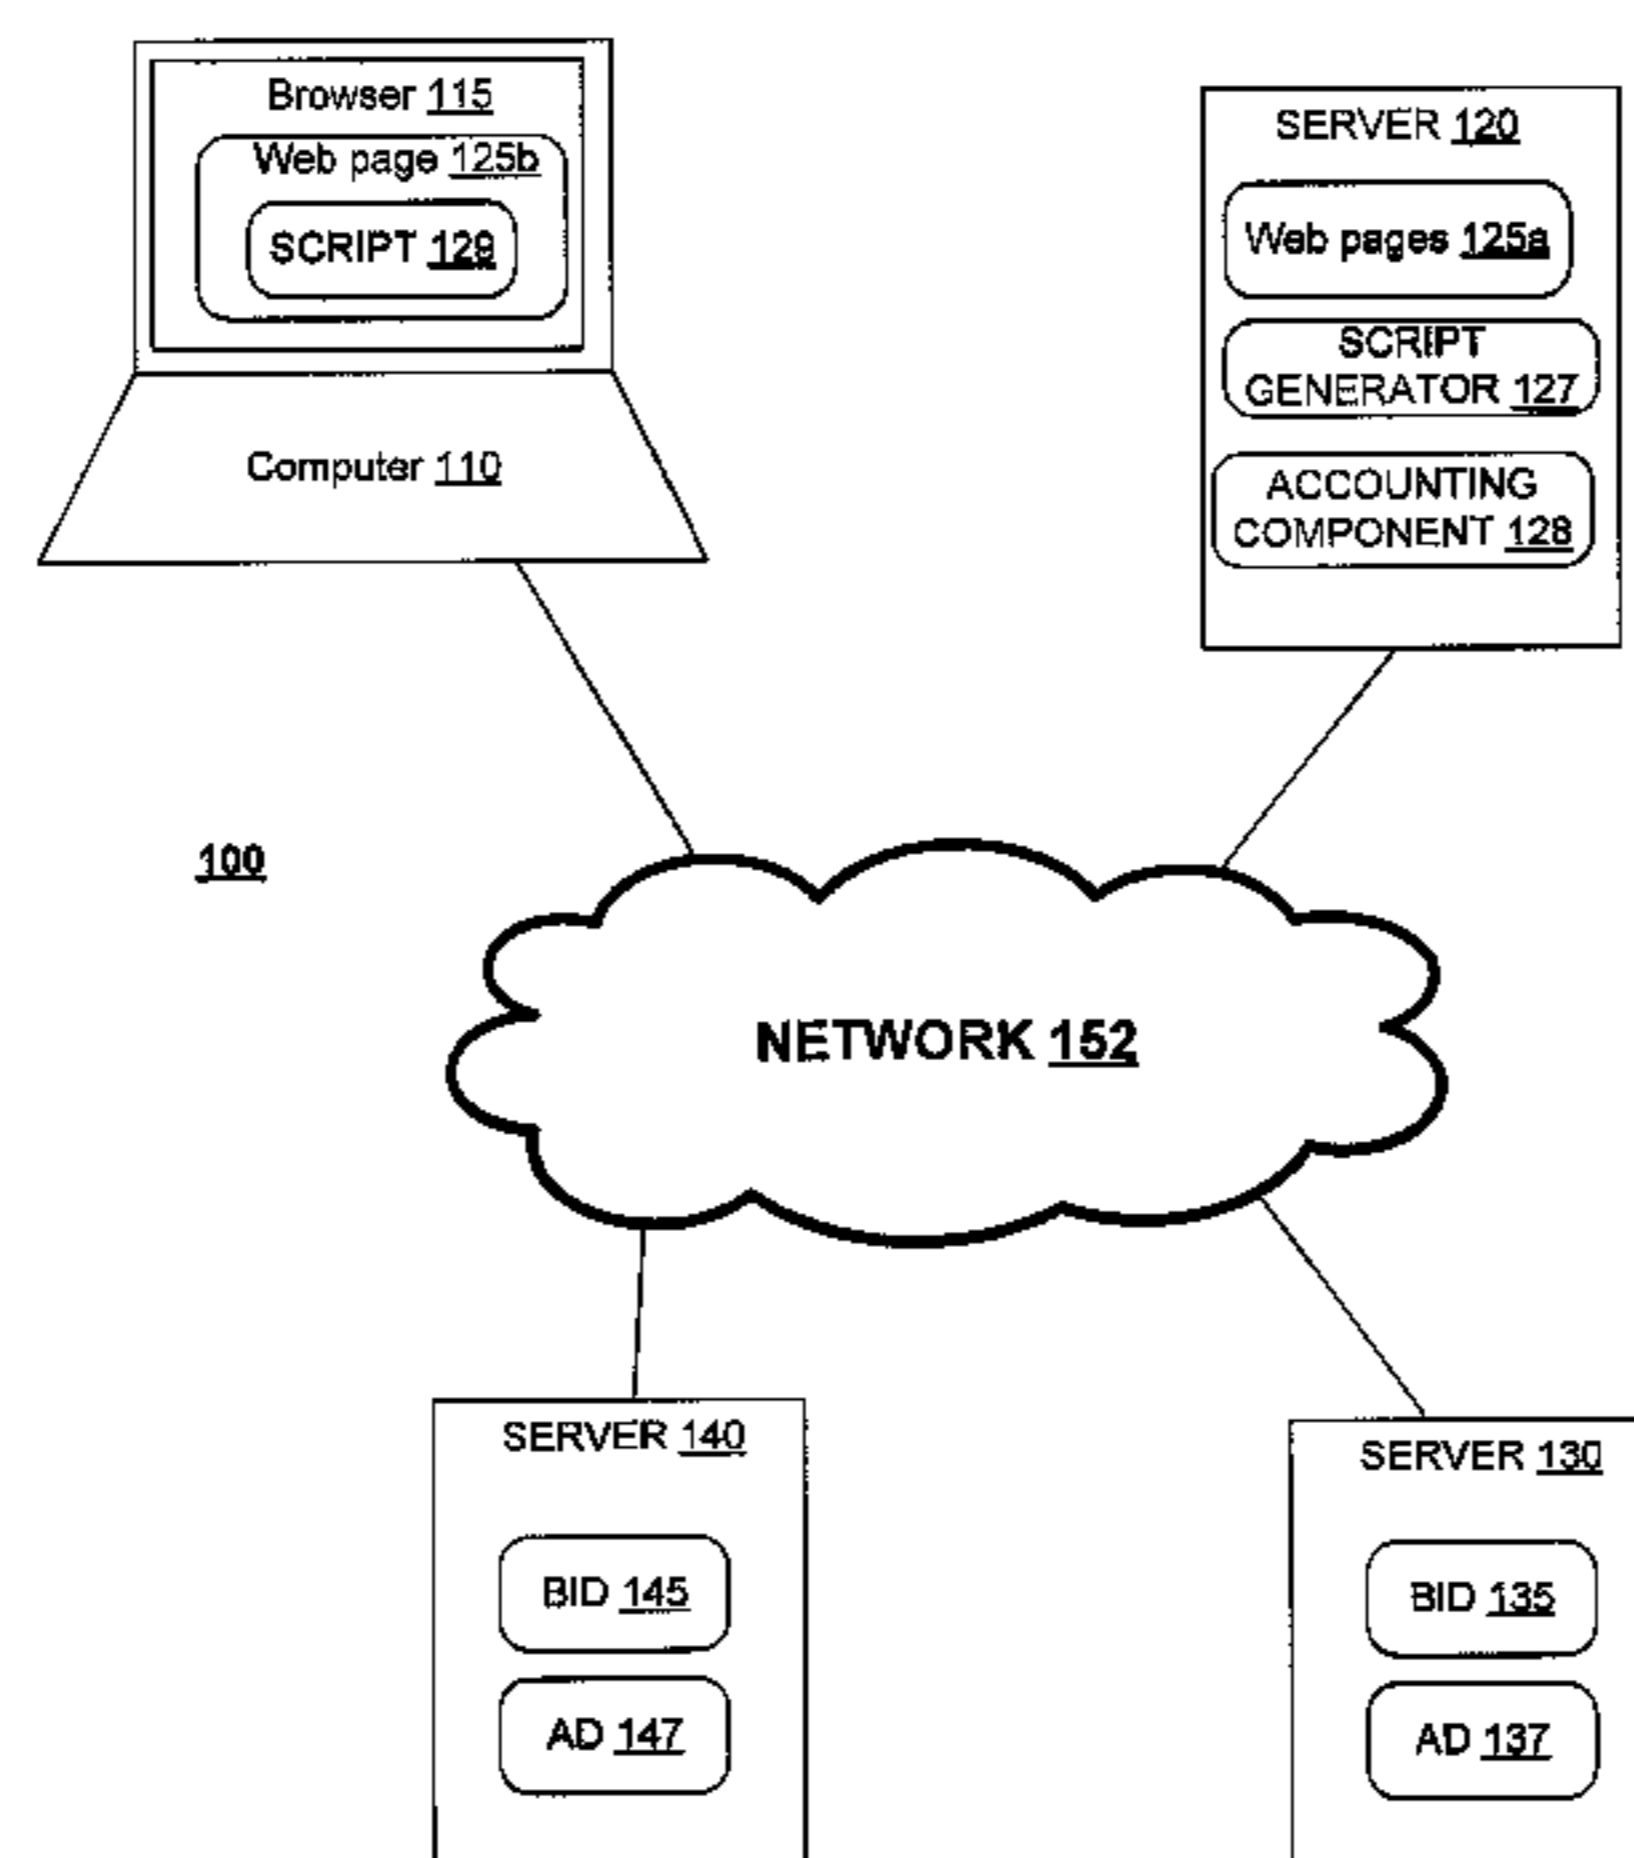 Browser 115
Web page 125b
SCRIPT 129
Computer 110
SERVER 120
Web pages 125a
SCRIPT
GENERATOR 127
ACCOUNTING
COMPONENT 128
100
NETWORK 152
SERVER 140
BID 145
AD 147
SERVER 130
BID 135
AD 137